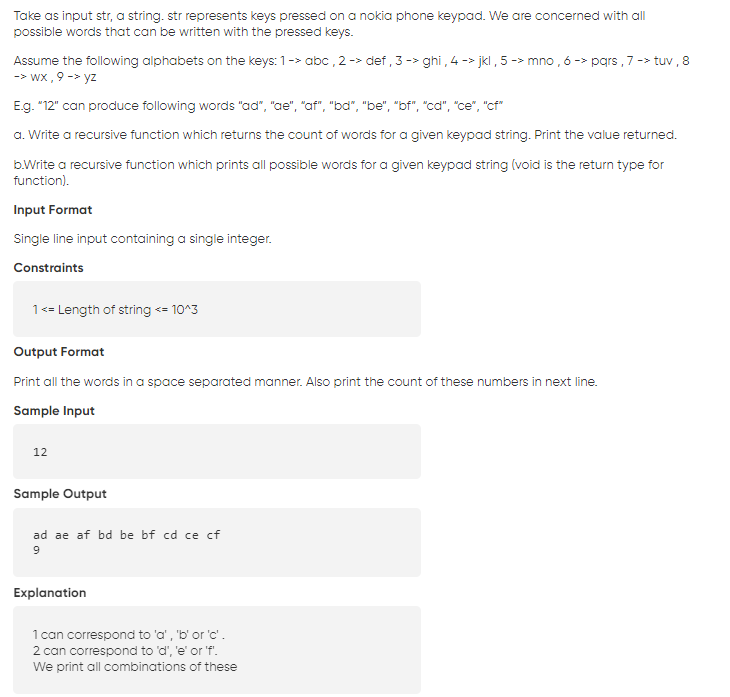 Take as input str, a string. str represents keys pressed on a nokia phone keypad. We are concerned with all
possible words that can be written with the pressed keys.
Assume the following alphabets on the keys: 1 -> abc , 2 -> def , 3 -> ghi , 4 -> jkl , 5 -> mno , 6 -> pqrs , 7 -> tuv , 8
-> wx , 9 -> yz
E.g. "12" can produce following words "ad", "ae", "af", "bd", "be", "bf", "cd", "ce", "cf"
a. Write a recursive function which returns the count of words for a given keypad string. Print the value returned.
b.Write a recursive function which prints all possible words for a given keypad string (void is the return type for
function).
Input Format
Single line input containing a single integer.
Constraints
1 <= Length of string <= 10^3
Output Format
Print all the words in a space separated manner. Also print the count of these numbers in next line.
Sample Input
12
Sample Output
ad ae af bd be bf cd ce cf
9
Explanation
1 can correspond to 'a' , 'b' or 'c' .
2 can correspond to 'd', 'e' or 'f'.
We print all combinations of these